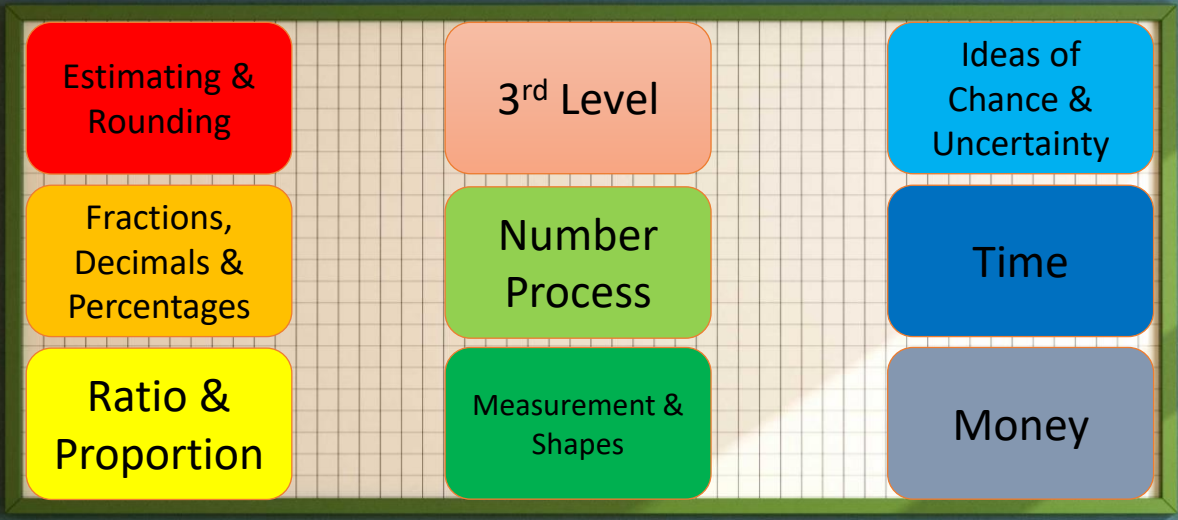 Estimating &
Rounding
3rd Level
Ideas of
Chance &
Uncertainty
Fractions,
Decimals &
Percentages
Number
Process
Time
Ratio &
Proportion
Measurement &
Shapes
Money